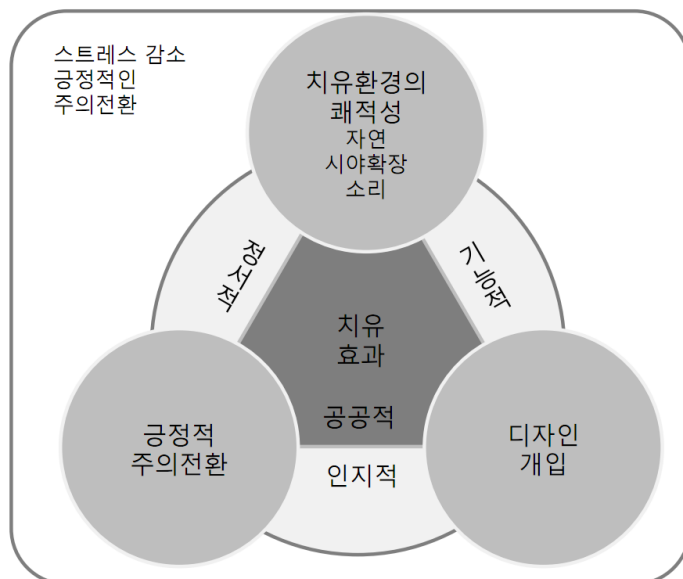 스트레스 감소
긍정적인
주의전환
치유환경의
쾌적성
자연
시야확장
소리
정서적
기능적
치유
효과
공공적
긍정적
주의전환
디자인
개입
인지적